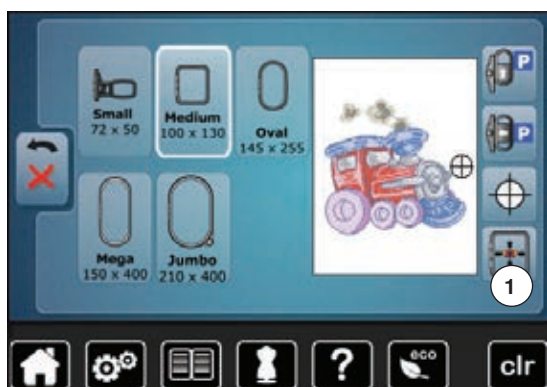 Small
72 x 50
Medium
100 x 130
Oval
145 x 255
Mega
150 x 400
Jumbo
210 x 400
P
P
1
?
eco
clr